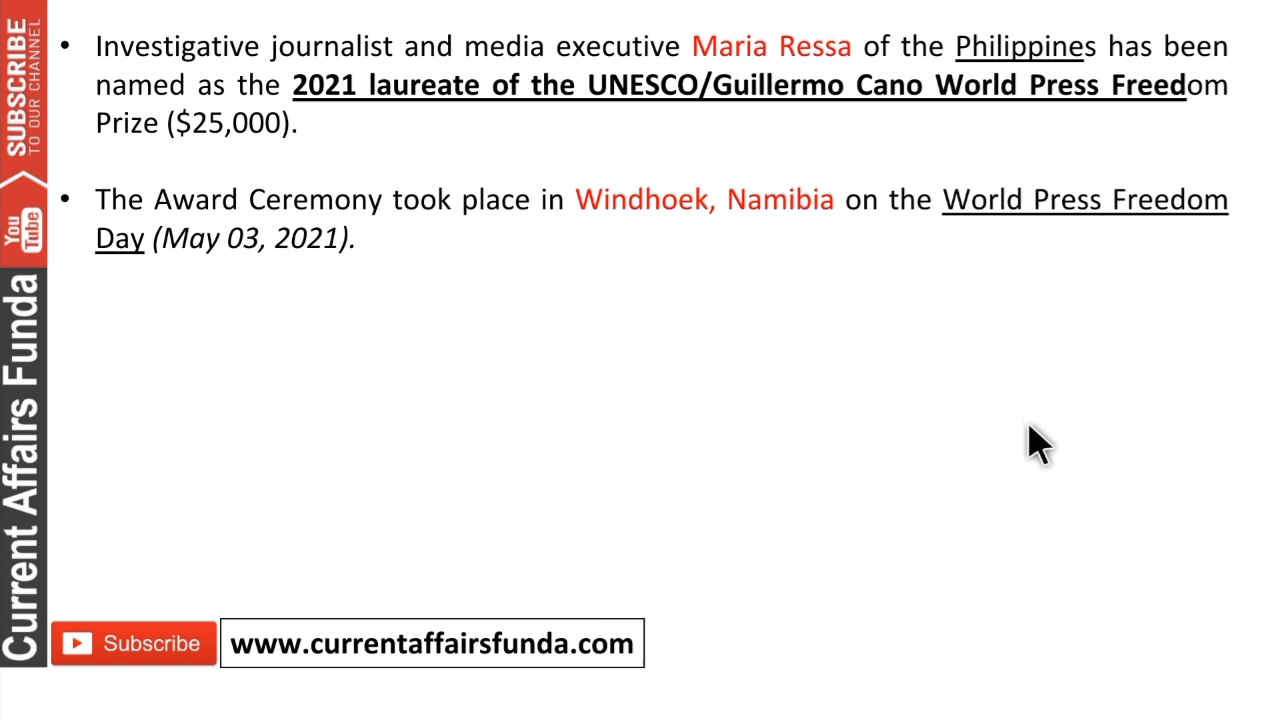 • Investigative journalist and media executive Maria Ressa of the Philippines has been
named as the 2021 laureate of the UNESCO/Guillermo Cano World Press Freedom
Prize ($25,000).
• The Award Ceremony took place in Windhoek, Namibia on the World Press Freedom
Day (May 03, 2021).
SUBSCRIBE
TO OUR CHANNEL
You
Tube
Current Affairs Funda
Subscribe
www.currentaffairsfunda.com